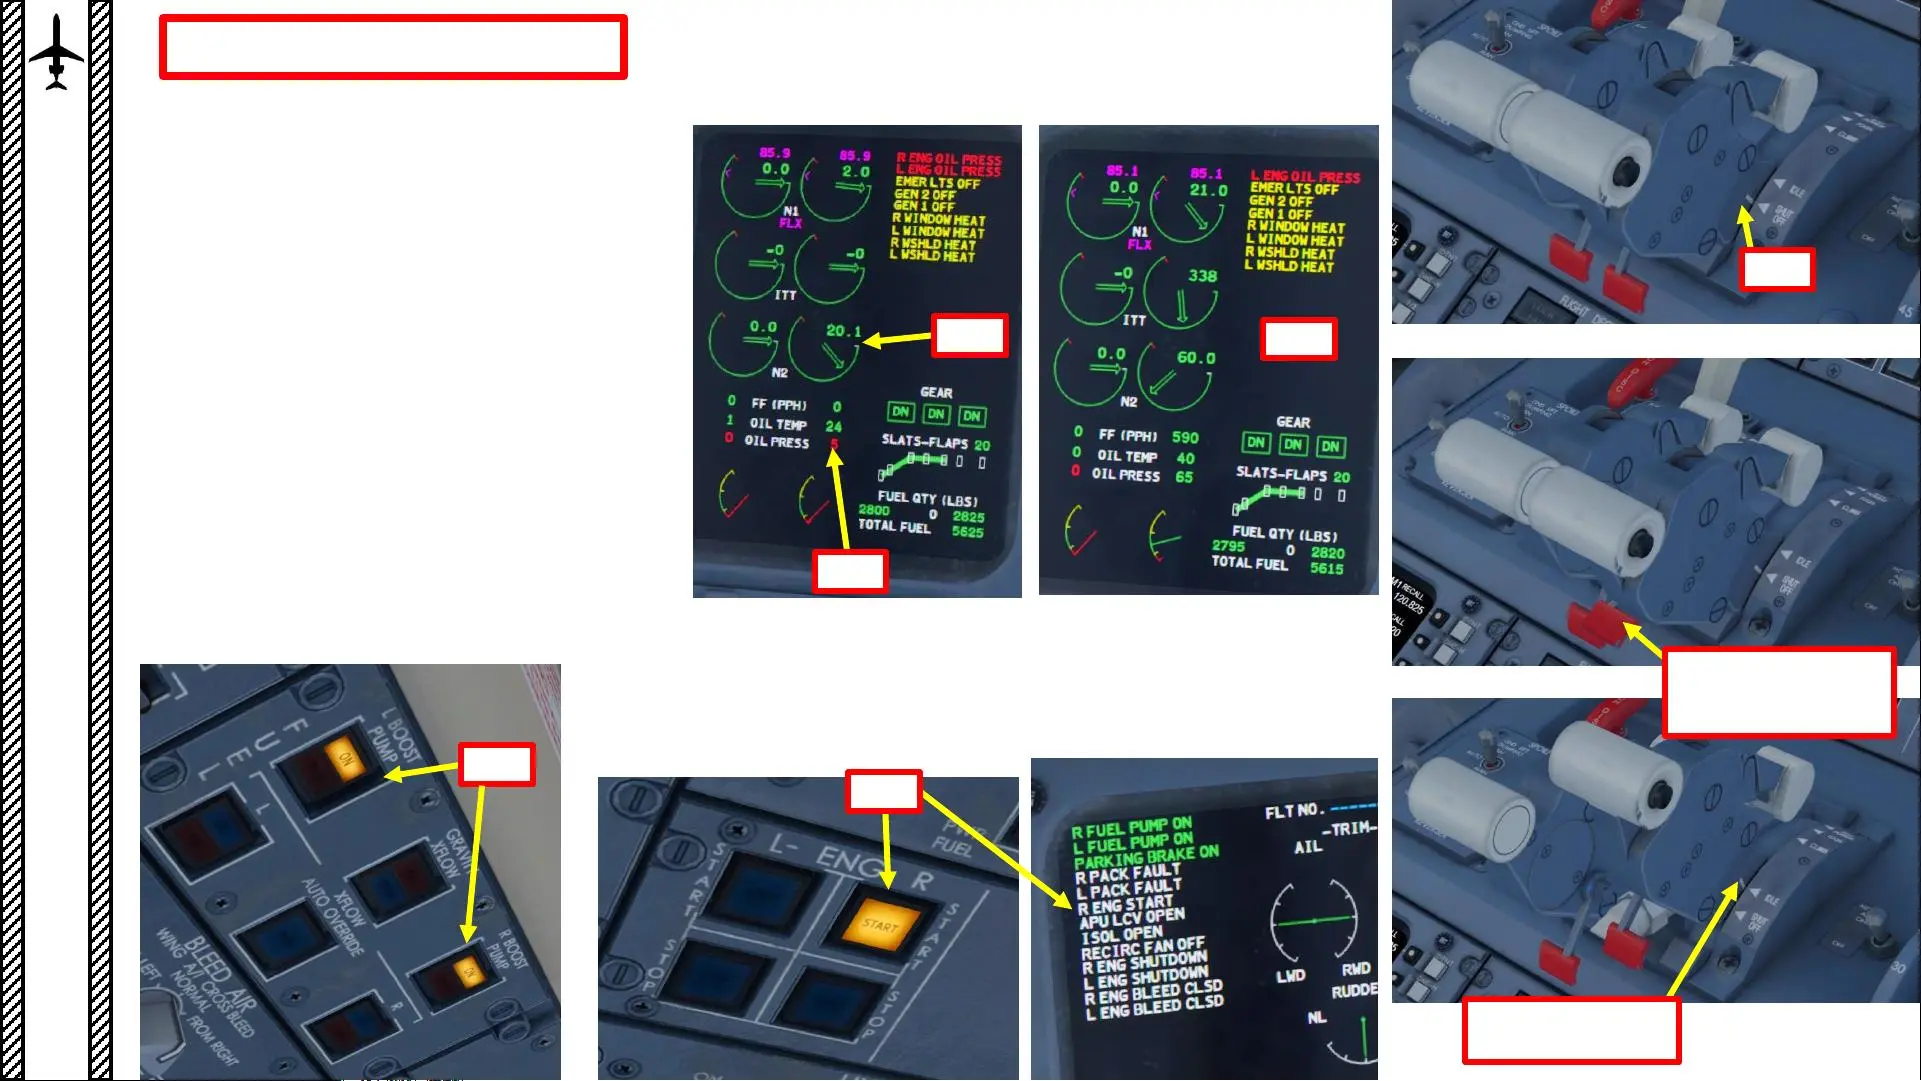 85.9 85.9
0.0 2.0
N1
FLX
-0 -0
ITT
0.0 20.1
N2
0 FF (PPH) 0
1 OIL TEMP 24
0 OIL PRESS 5
R ENG OIL PRESS
L ENG OIL PRESS
EMER LTS OFF
GEN 2 OFF
GEN 1 OFF
R WINDOW HEAT
L WINDOW HEAT
R WSHLD HEAT
L WSHLD HEAT
GEAR
DN DN DN
SLATS-FLAPS 20
FUEL QTY (LBS)
2800 0 2825
TOTAL FUEL 5625
85.1 85.1
0.0 21.0
N1
FLX
-0 338
ITT
0.0 60.0
N2
0 FF (PPH) 590
0 OIL TEMP 40
0 OIL PRESS 65
L ENG OIL PRESS
EMER LTS OFF
GEN 2 OFF
GEN 1 OFF
R WINDOW HEAT
L WINDOW HEAT
R WSHLD HEAT
L WSHLD HEAT
GEAR
DN DN DN
SLATS-FLAPS 20
FUEL QTY (LBS)
2795 0 2820
TOTAL FUEL 5615
CLIMB
IDLE
SHUT
OFF
45
CLIMB
IDLE
SHUT
OFF
RECALL
120.825
CLIMB
IDLE
SHUT
OFF
30
FUEL
L BOOST
PUMP
ON
L
GRAVITY
XFLOW
XFLOW
AUTO OVERRIDE
R BOOST
PUMP
ON
R
BLEED AIR
WING A/I CROSS BLEED
NORMAL
FROM RIGHT
LEFT
FUEL
L- ENG R
START
START
START
STOP
STOP
R FUEL PUMP ON
L FUEL PUMP ON
PARKING BRAKE ON
R PACK FAULT
L PACK FAULT
R ENG START
APU LCV OPEN
ISOL OPEN
RECIRC FAN OFF
R ENG SHUTDOWN
L ENG SHUTDOWN
R ENG BLEED CLSD
L ENG BLEED CLSD
FLT NO. ------
-TRIM-
AIL
LWD RWD
RUDDE
NL